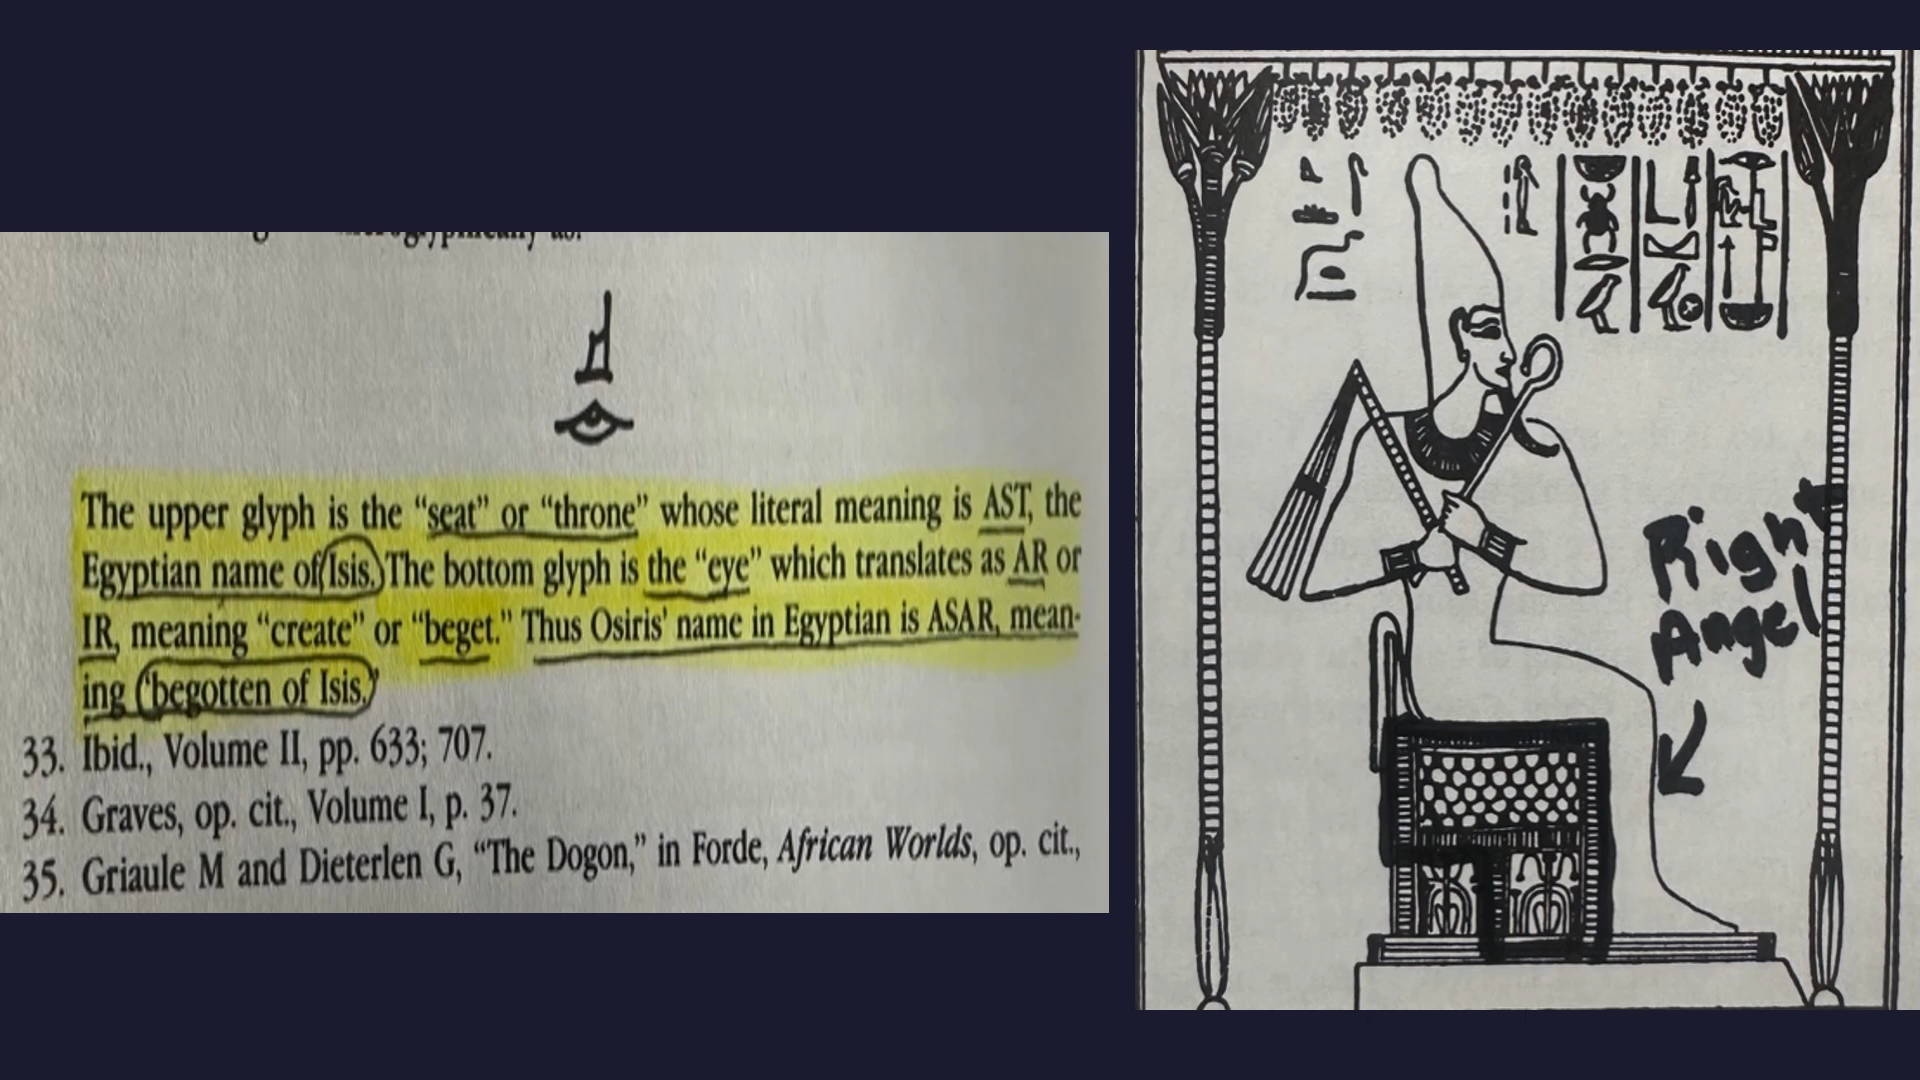 The upper glyph is the “seat” or “throne” whose literal meaning is AST, the
Egyptian name of Isis. The bottom glyph is the “eye” which translates as AR or
IR, meaning “create” or “beget.” Thus Osiris’ name in Egyptian is ASAR, mean-
ing “begotten of Isis.”
33. Ibid., Volume II, pp. 633; 707.
34. Graves, op. cit., Volume I, p. 37.
35. Griaule M and Dieterlen G, “The Dogon,” in Forde, African Worlds, op. cit.,
Right
Angel